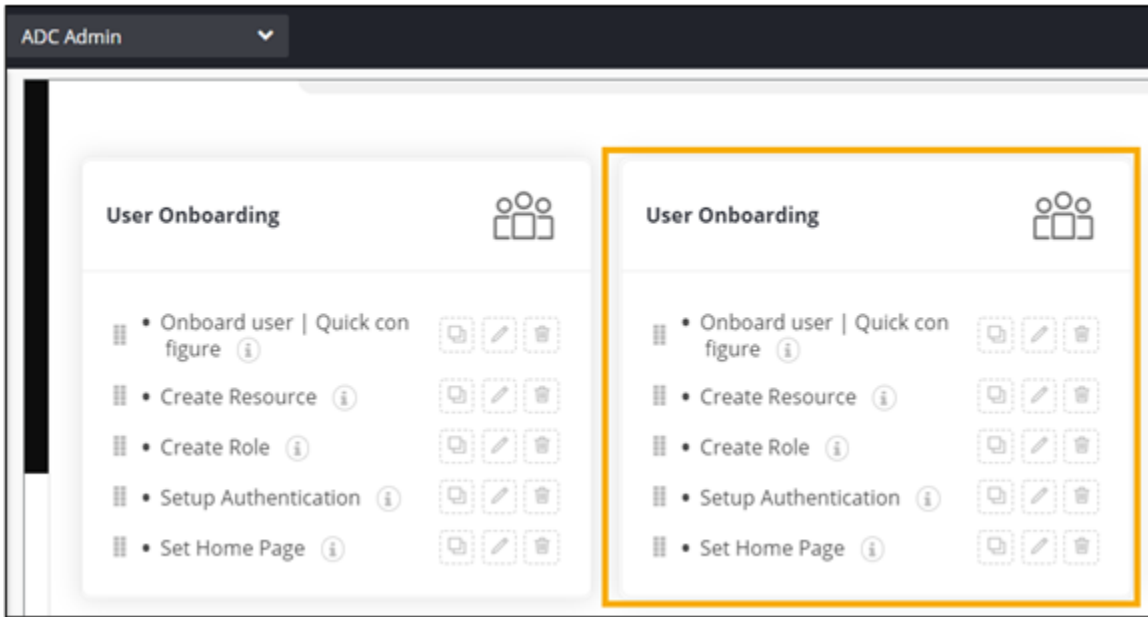 ADC Admin
User Onboarding
• Onboard user | Quick con
figure
• Create Resource
• Create Role
• Setup Authentication
• Set Home Page
User Onboarding
• Onboard user | Quick con
figure
• Create Resource
• Create Role
• Setup Authentication
• Set Home Page